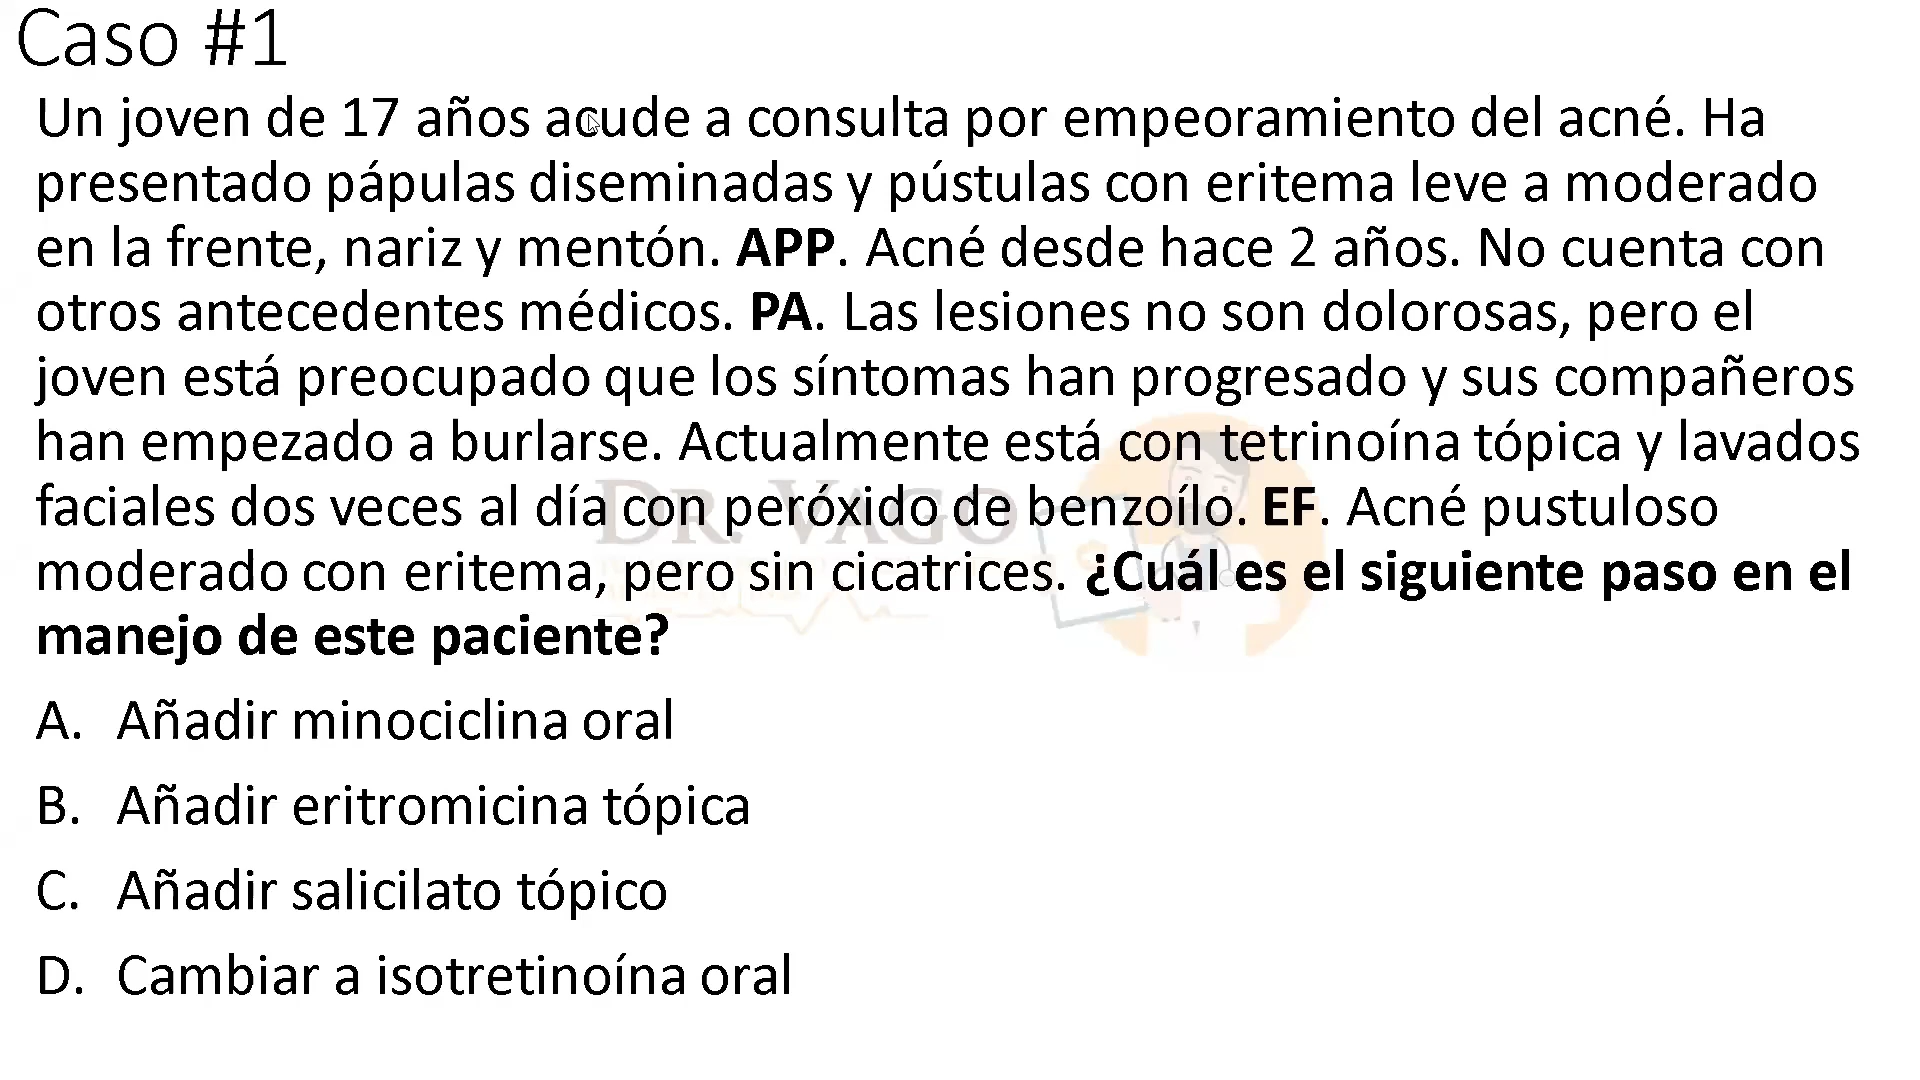 Caso #1
Un joven de 17 años acude a consulta por empeoramiento del acné. Ha
presentado pápulas diseminadas y pústulas con eritema leve a moderado
en la frente, nariz y mentón. APP. Acné desde hace 2 años. No cuenta con
otros antecedentes médicos. PA. Las lesiones no son dolorosas, pero el
joven está preocupado que los síntomas han progresado y sus compañeros
han empezado a burlarse. Actualmente está con tetrinoína tópica y lavados
faciales dos veces al día con peróxido de benzoílo. EF. Acné pustuloso
moderado con eritema, pero sin cicatrices. ¿Cuál es el siguiente paso en el
manejo de este paciente?
DR. VAGO
A. Añadir minociclina oral
B. Añadir eritromicina tópica
C. Añadir salicilato tópico
D. Cambiar a isotretinoína oral